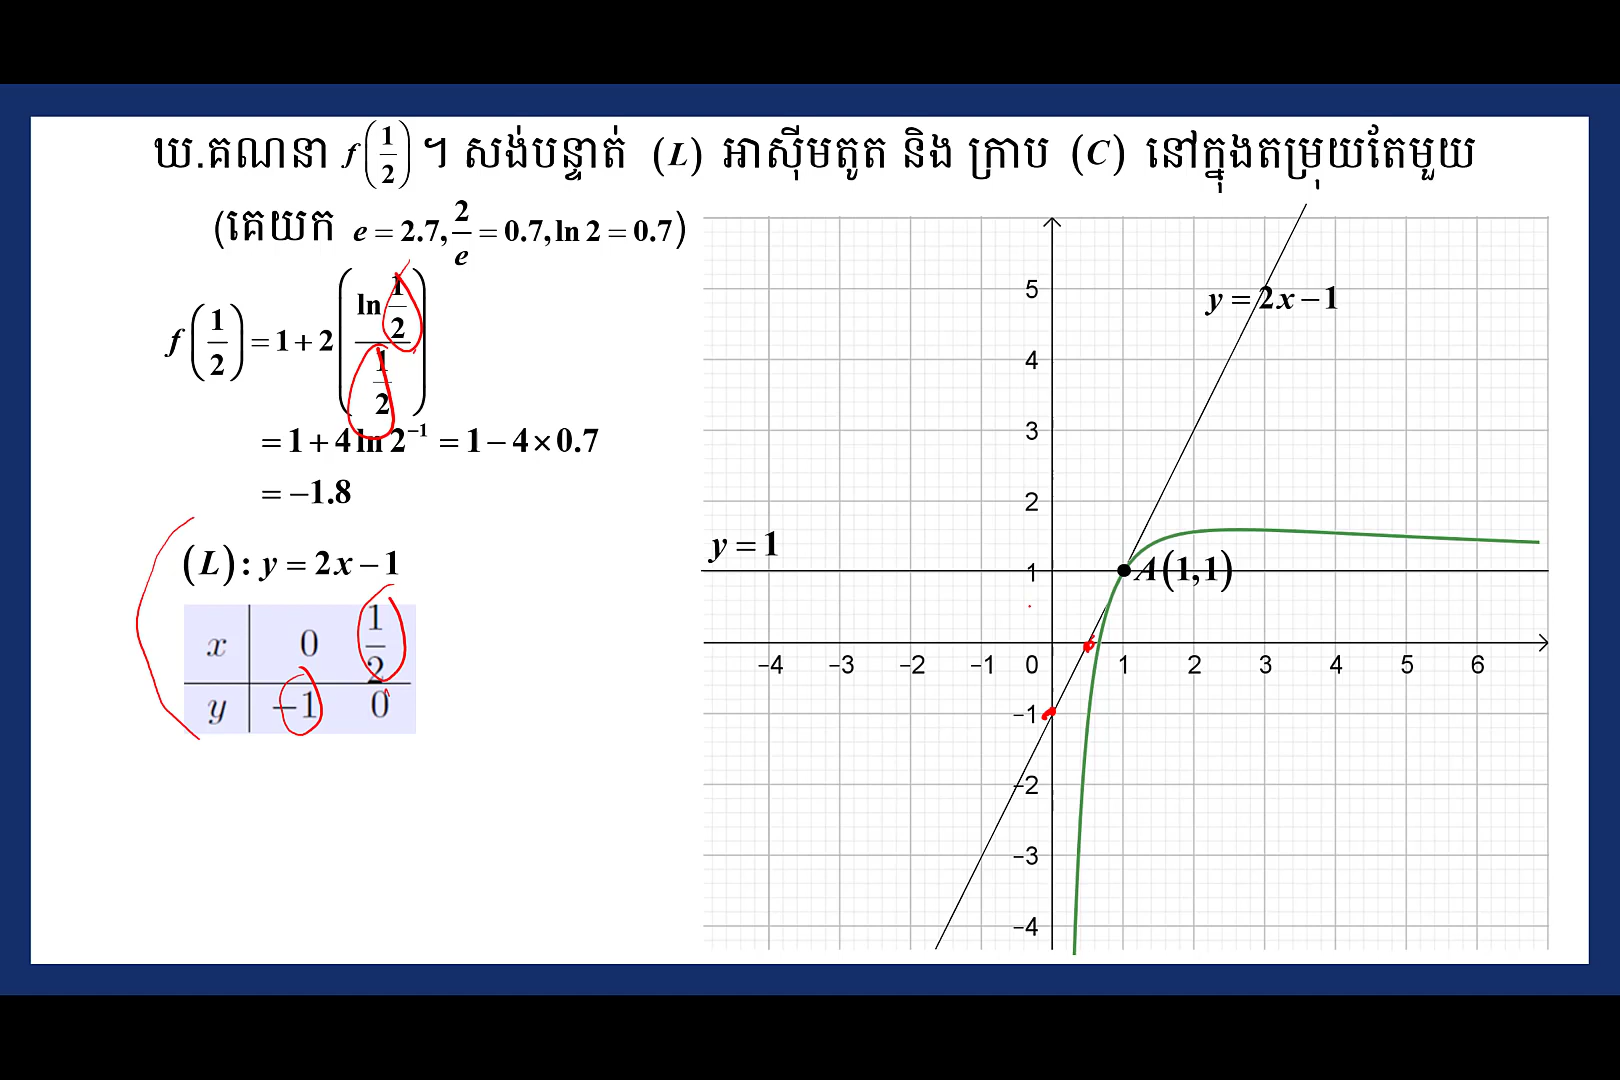 ឃ.គណនា f(1/2) ។ សង់បន្ទាត់ (L) អាស៊ីមតូត និង ក្រាប (C) នៅក្នុងតម្រុយតែមួយ
(គេយក e = 2.7, 2/e = 0.7, ln 2 = 0.7)
f(1/2) = 1 + 2((ln 1/2)/(1/2))
= 1 + 4 ln 2⁻¹ = 1 − 4 × 0.7
= −1.8
(L): y = 2x − 1
x 0 1/2
y −1 0
y = 2x − 1
y = 1
A(1,1)
5
4
3
2
1
−4 −3 −2 −1 0 1 2 3 4 5 6
−1
−2
−3
−4